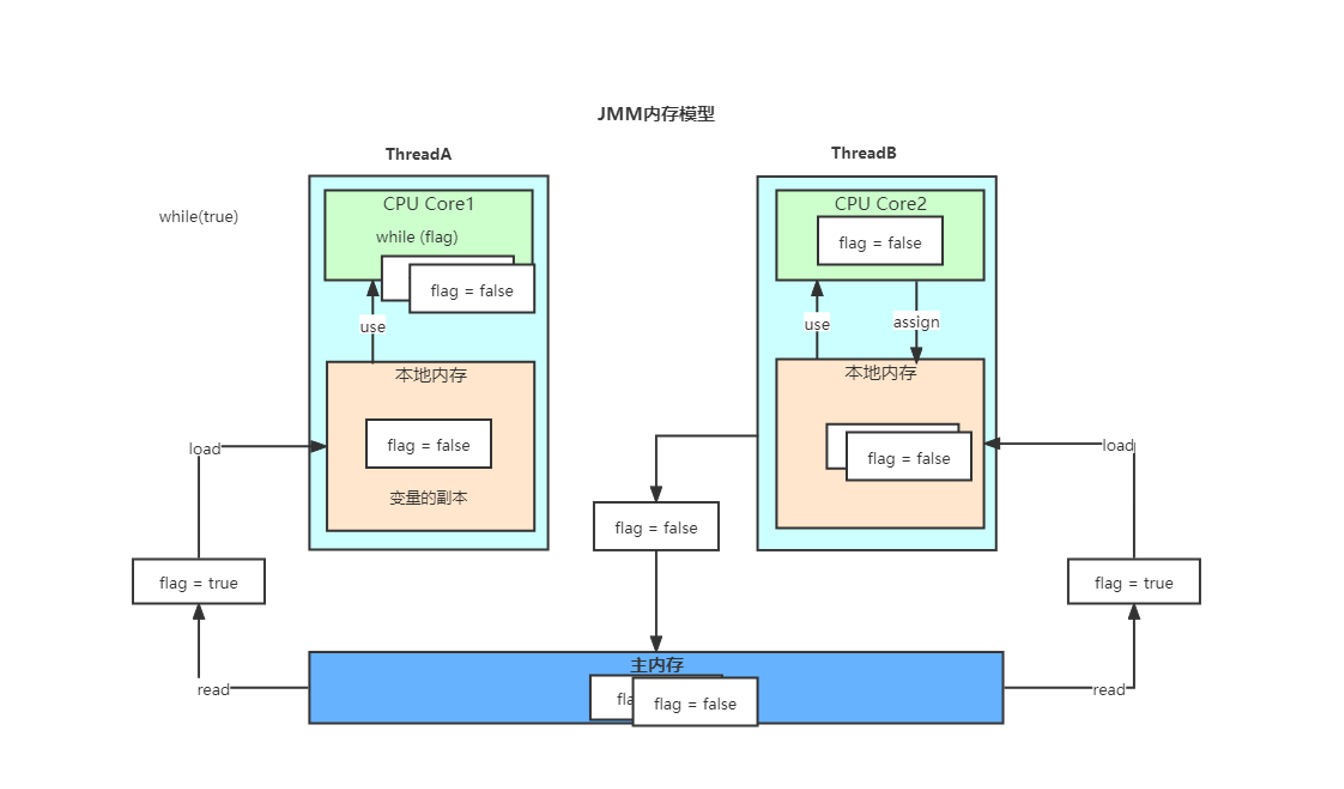 JMM内存模型
ThreadA
ThreadB
while(true)
CPU Core1
while (flag)
flag = false
use
本地内存
flag = false
变量的副本
CPU Core2
flag = false
use
assign
本地内存
flag = false
load
flag = true
read
flag = false
load
flag = true
read
主内存
fla
flag = false